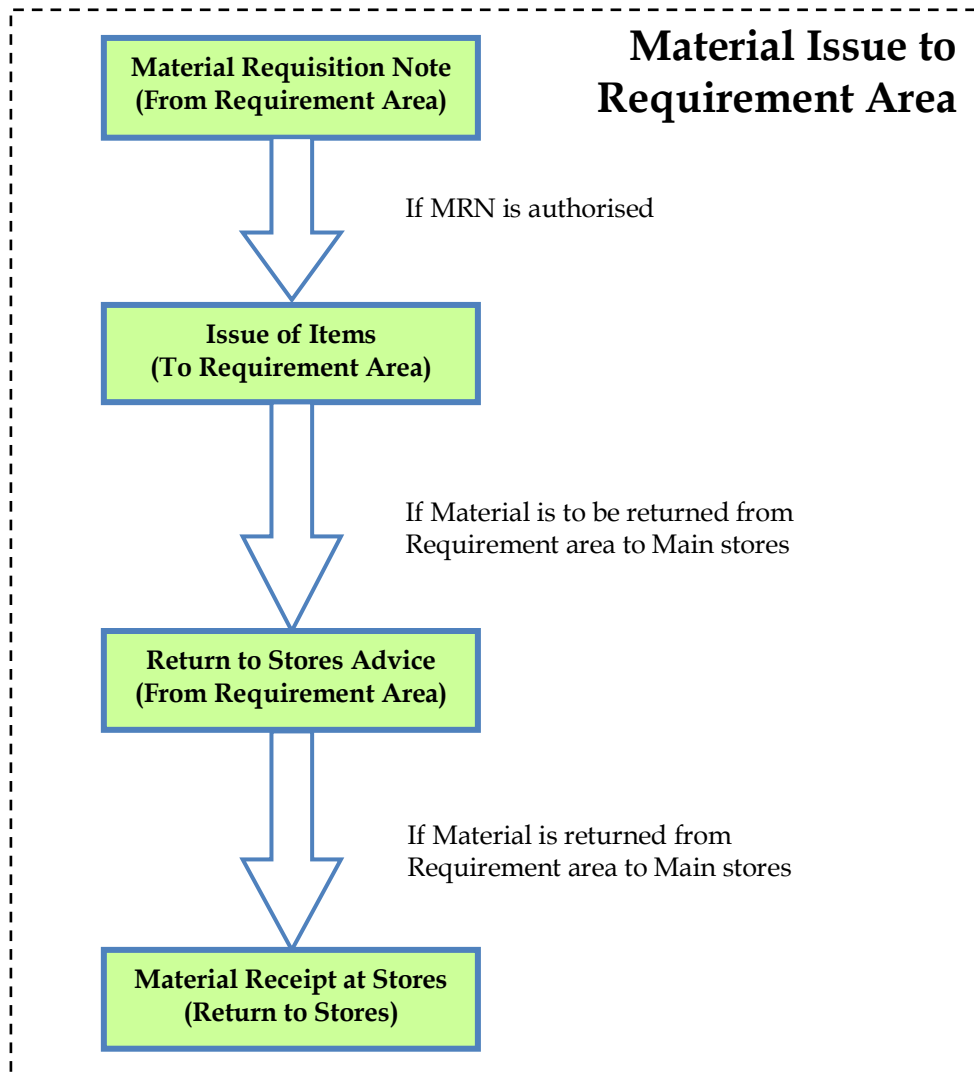 Material Issue to
Requirement Area
Material Requisition Note
(From Requirement Area)
If MRN is authorised
Issue of Items
(To Requirement Area)
If Material is to be returned from
Requirement area to Main stores
Return to Stores Advice
(From Requirement Area)
If Material is returned from
Requirement area to Main stores
Material Receipt at Stores
(Return to Stores)